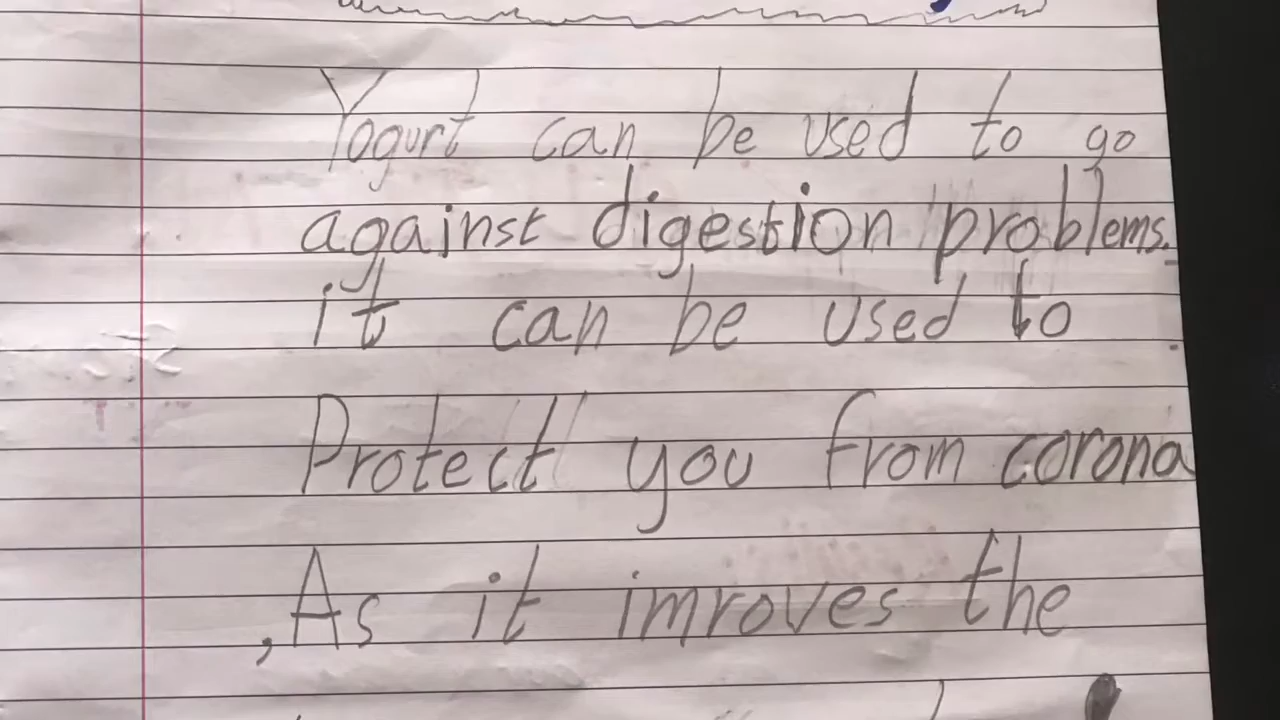 Yogurt can be used to go
against digestion problems.
it can be used to
Protect you from corona
,As it imroves the